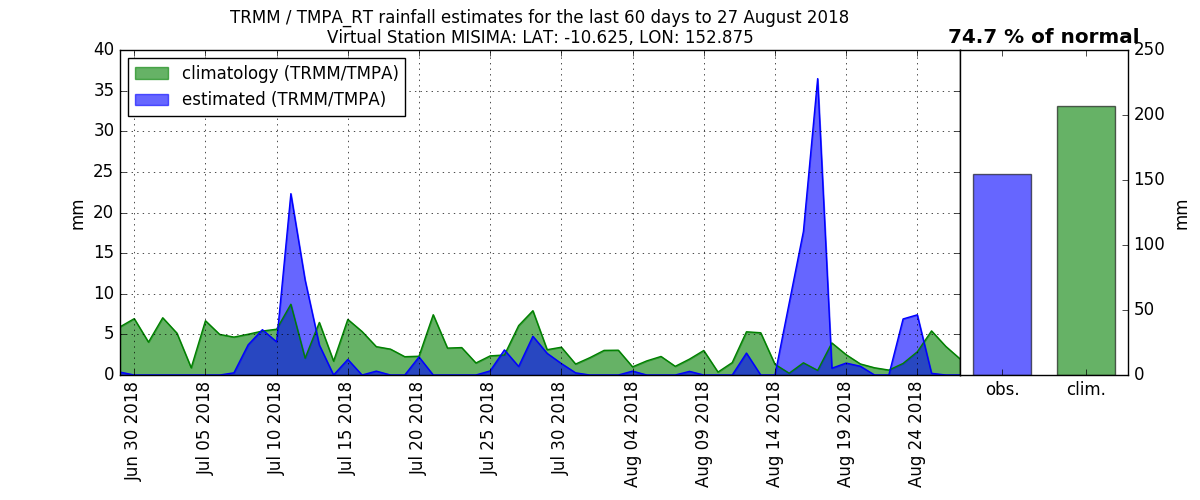 TRMM / TMPA_RT rainfall estimates for the last 60 days to 27 August 2018
Virtual Station MISIMA: LAT: -10.625, LON: 152.875
74.7 % of normal
climatology (TRMM/TMPA)
estimated (TRMM/TMPA)
mm
40
35
30
25
20
15
10
5
0
Jun 30 2018
Jul 05 2018
Jul 10 2018
Jul 15 2018
Jul 20 2018
Jul 25 2018
Jul 30 2018
Aug 04 2018
Aug 09 2018
Aug 14 2018
Aug 19 2018
Aug 24 2018
obs.
clim.
250
200
150
100
50
0
mm